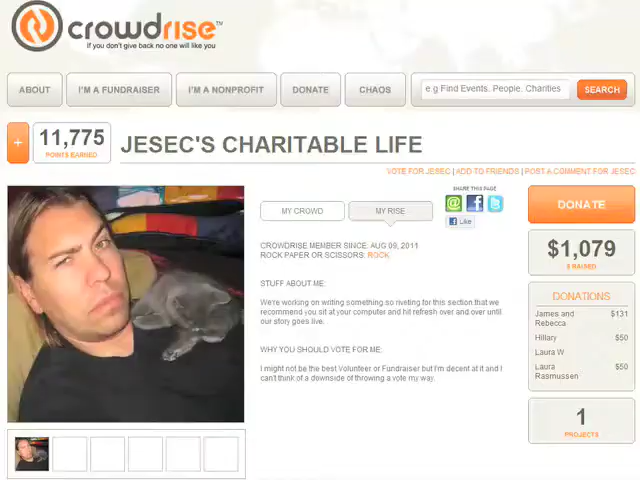 crowdrise™
If you don't give back no one will like you
ABOUT
I'M A FUNDRAISER
I'M A NONPROFIT
DONATE
CHAOS
e.g Find Events. People. Charities
SEARCH
+
11,775
POINTS EARNED
JESEC'S CHARITABLE LIFE
VOTE FOR JESEC | ADD TO FRIENDS | POST A COMMENT FOR JESEC
SHARE THIS PAGE
MY CROWD
MY RISE
Like
CROWDRISE MEMBER SINCE: AUG 09, 2011
ROCK PAPER OR SCISSORS: ROCK
STUFF ABOUT ME:
We're working on writing something so riveting for this section that we
recommend you sit at your computer and hit refresh over and over until
our story goes live.
WHY YOU SHOULD VOTE FOR ME:
I might not be the best Volunteer or Fundraiser but I'm decent at it and I
can't think of a downside of throwing a vote my way.
DONATE
$1,079
$ RAISED
DONATIONS
James and $131
Rebecca
Hillary $50
Laura W
Laura $50
Rasmussen
1
PROJECTS